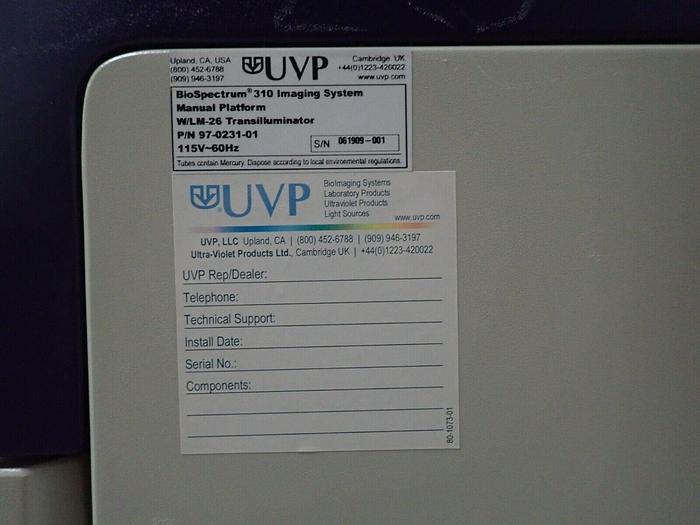 Upland, CA, USA
(800) 452-6788
(909) 946-3197
UVP
Cambridge, UK
+44(0)1223-420022
www.uvp.com
BioSpectrum® 310 Imaging System
Manual Platform
W/LM-26 Transilluminator
P/N 97-0231-01
115V~60Hz
S/N 061909-001
Tubes contain Mercury. Dispose according to local environmental regulations.
UVP
BioImaging Systems
Laboratory Products
Ultraviolet Products
Light Sources
www.uvp.com
UVP, LLC Upland, CA | (800) 452-6788 | (909) 946-3197
Ultra-Violet Products Ltd., Cambridge UK | +44(0)1223-420022
UVP Rep/Dealer:
Telephone:
Technical Support:
Install Date:
Serial No.:
Components:
80-1073-01